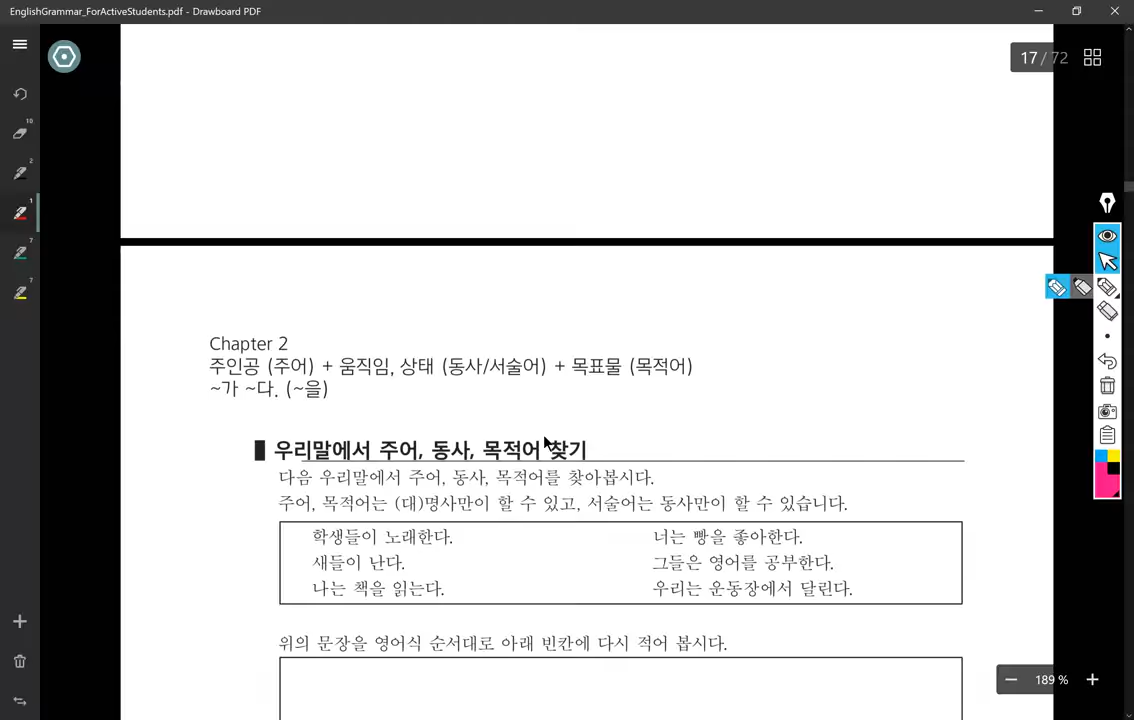 EnglishGrammar_ForActiveStudents.pdf - Drawboard PDF
17 / 72
10
2
1
7
7
Chapter 2
주인공 (주어) + 움직임, 상태 (동사/서술어) + 목표물 (목적어)
~가 ~다. (~을)
우리말에서 주어, 동사, 목적어 찾기
다음 우리말에서 주어, 동사, 목적어를 찾아봅시다.
주어, 목적어는 (대)명사만이 할 수 있고, 서술어는 동사만이 할 수 있습니다.
학생들이 노래한다. 너는 빵을 좋아한다.
새들이 난다. 그들은 영어를 공부한다.
나는 책을 읽는다. 우리는 운동장에서 달린다.
위의 문장을 영어식 순서대로 아래 빈칸에 다시 적어 봅시다.
189 %